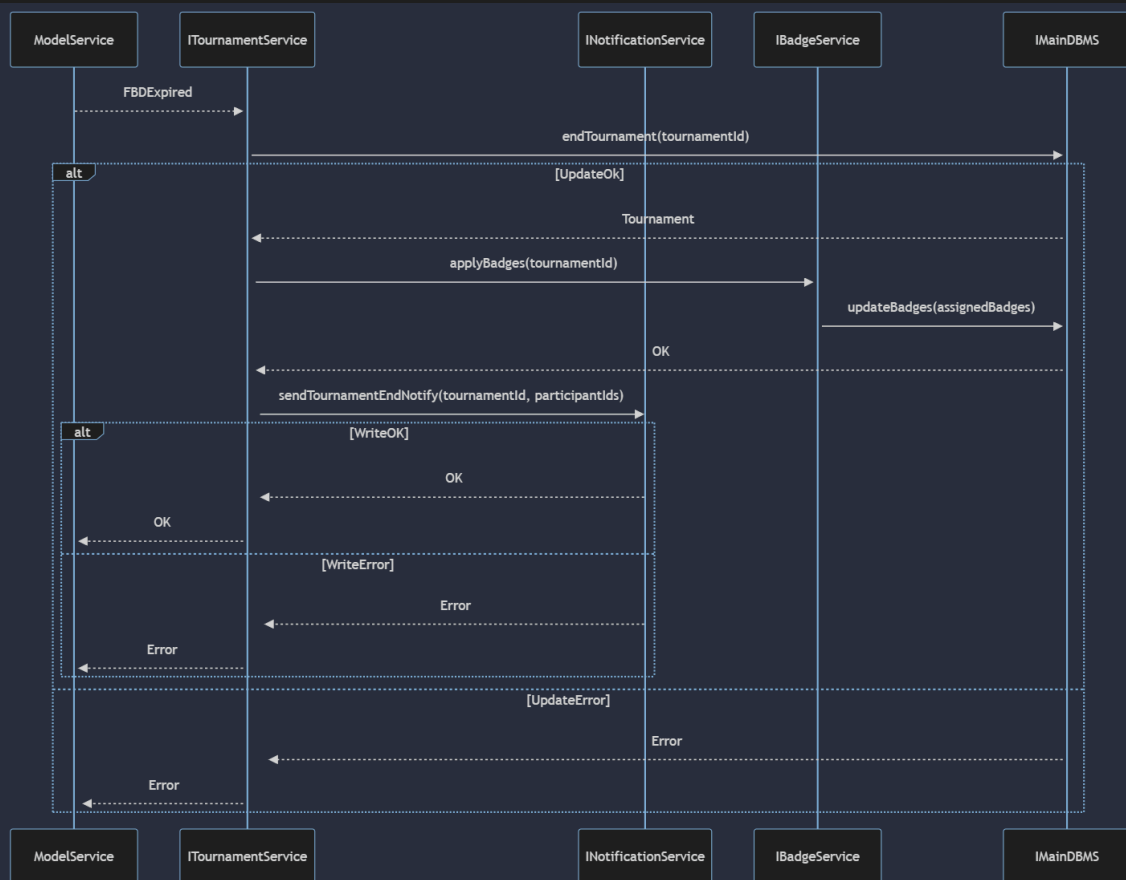 ModelService
ITournamentService
INotificationService
IBadgeService
IMainDBMS
FBDExpired
endTournament(tournamentId)
alt
[UpdateOk]
Tournament
applyBadges(tournamentId)
updateBadges(assignedBadges)
OK
sendTournamentEndNotify(tournamentId, participantIds)
alt
[WriteOK]
OK
OK
[WriteError]
Error
Error
[UpdateError]
Error
Error
ModelService
ITournamentService
INotificationService
IBadgeService
IMainDBMS